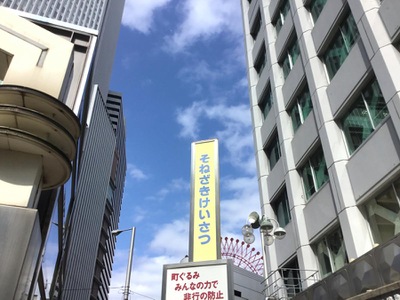 そねざきけいさつ
町ぐるみ
みんなの力で
非行の防止